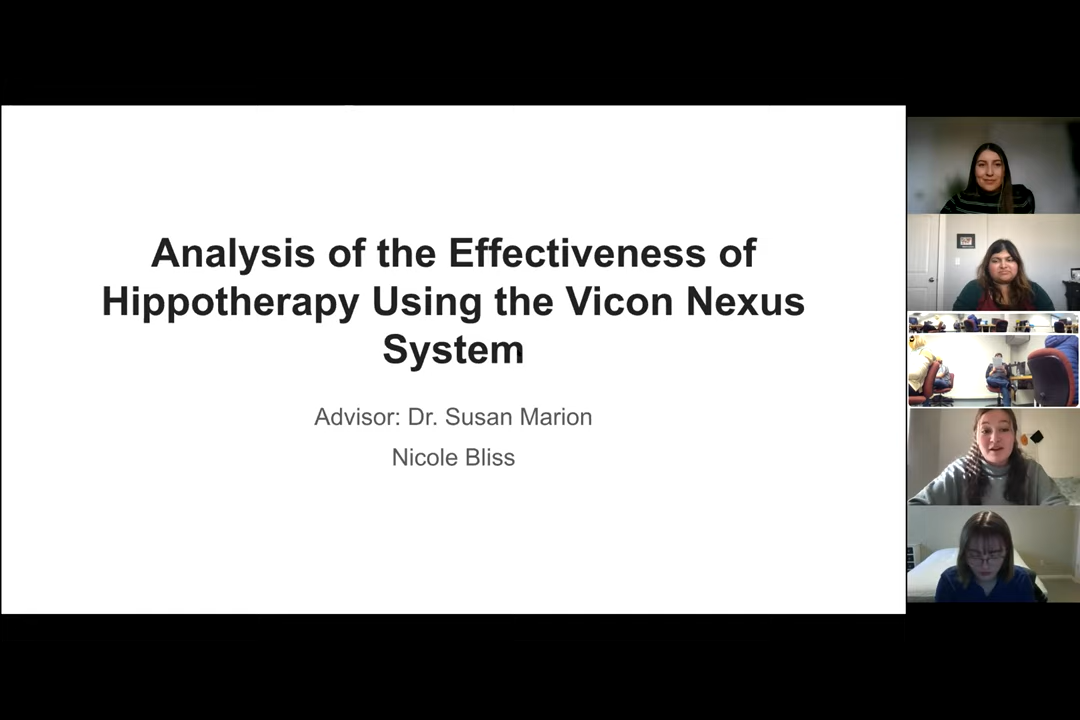 Analysis of the Effectiveness of
Hippotherapy Using the Vicon Nexus
System
Advisor: Dr. Susan Marion
Nicole Bliss